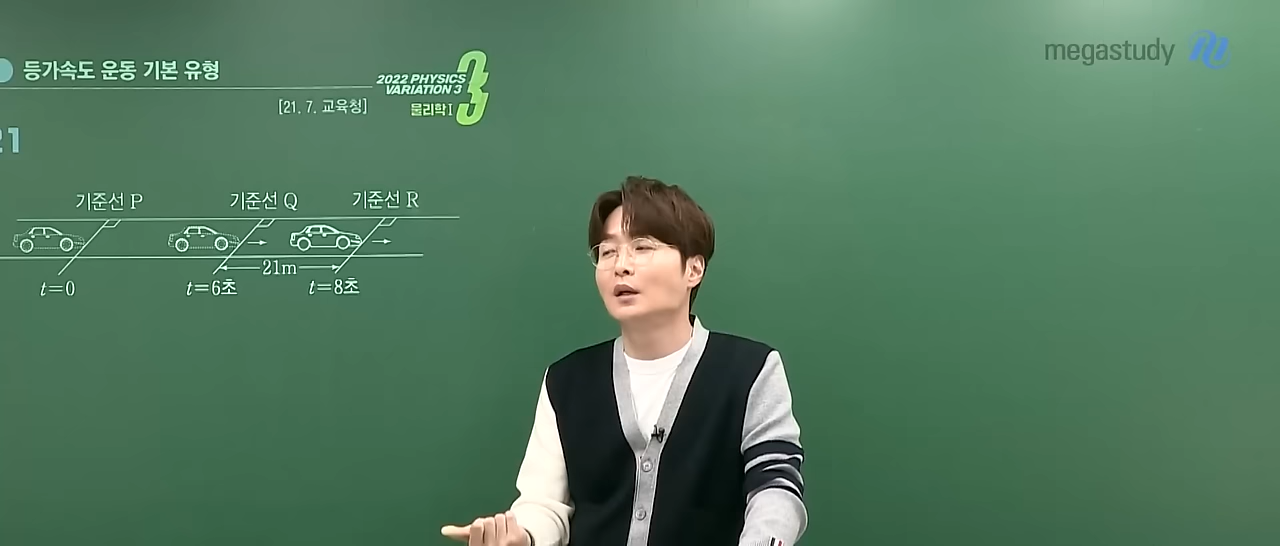 megastudy
등가속도 운동 기본 유형
2022 PHYSICS
VARIATION 3
3
물리학 I
[21. 7. 교육청]
21
기준선 P 기준선 Q 기준선 R
21m
t=0 t=6초 t=8초